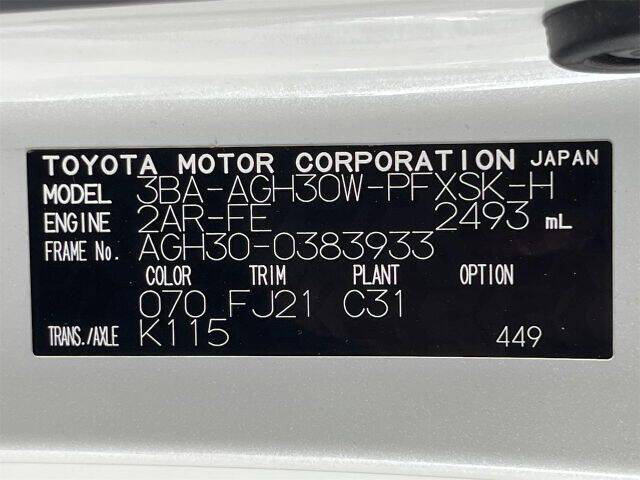 TOYOTA MOTOR CORPORATION JAPAN
MODEL 3BA-AGH30W-PFXSK-H
ENGINE 2AR-FE 2493 mL
FRAME No. AGH30-0383933
COLOR TRIM PLANT OPTION
070 FJ21 C31
TRANS./AXLE K115 449